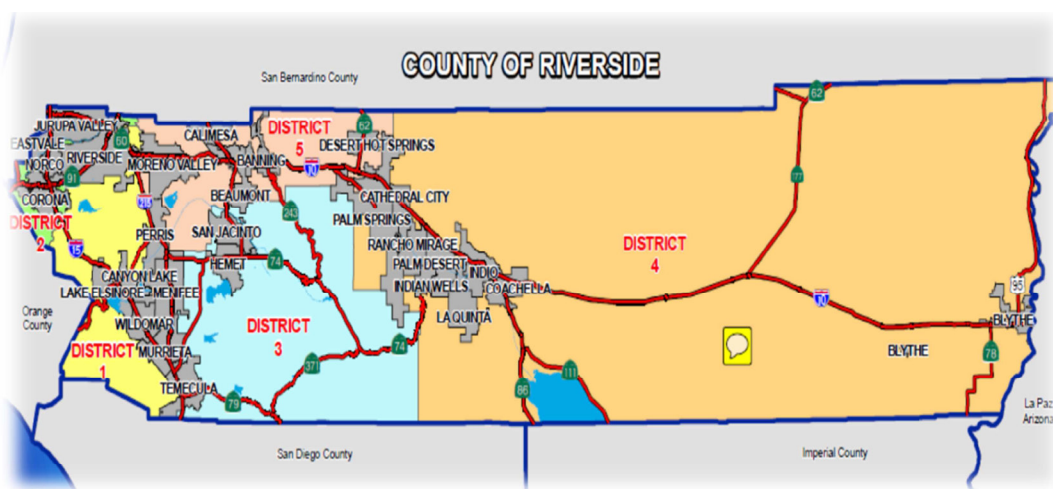 COUNTY OF RIVERSIDE
San Bernardino County
62
JURUPA VALLEY
60
CALIMESA
DISTRICT
5
62
EASTVALE
DESERT HOT SPRINGS
NORCO
RIVERSIDE
MORENO VALLEY
BANNING
10
91
177
CORONA
215
BEAUMONT
CATHEDRAL CITY
243
PALM SPRINGS
DISTRICT
2
15
PERRIS
SAN JACINTO
RANCHO MIRAGE
DISTRICT
4
HEMET
74
PALM DESERT
INDIO
CANYON LAKE
LAKE ELSINORE
MENIFEE
INDIAN WELLS
COACHELLA
95
10
Orange
County
WILDOMAR
DISTRICT
3
LA QUINTA
BLYTHE
DISTRICT
1
MURRIETA
74
BLYTHE
78
371
111
TEMECULA
86
79
La Paz
Arizona
San Diego County
Imperial County